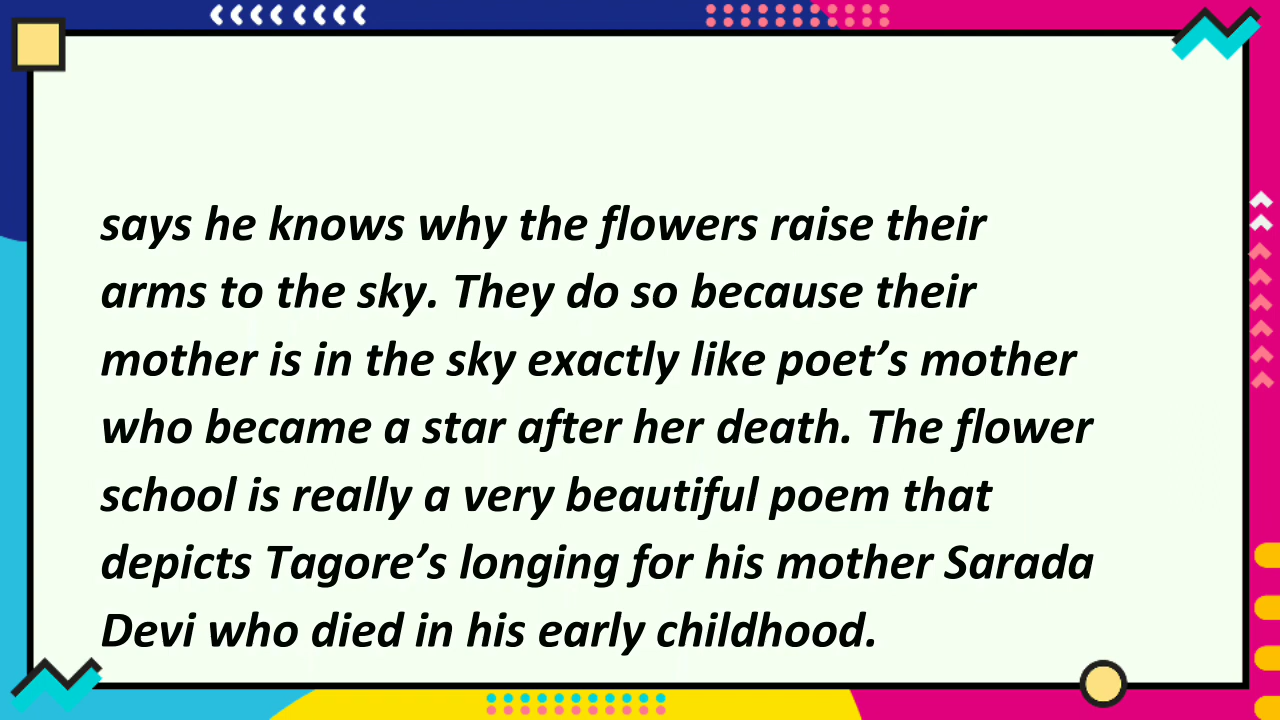 says he knows why the flowers raise their
arms to the sky. They do so because their
mother is in the sky exactly like poet’s mother
who became a star after her death. The flower
school is really a very beautiful poem that
depicts Tagore’s longing for his mother Sarada
Devi who died in his early childhood.